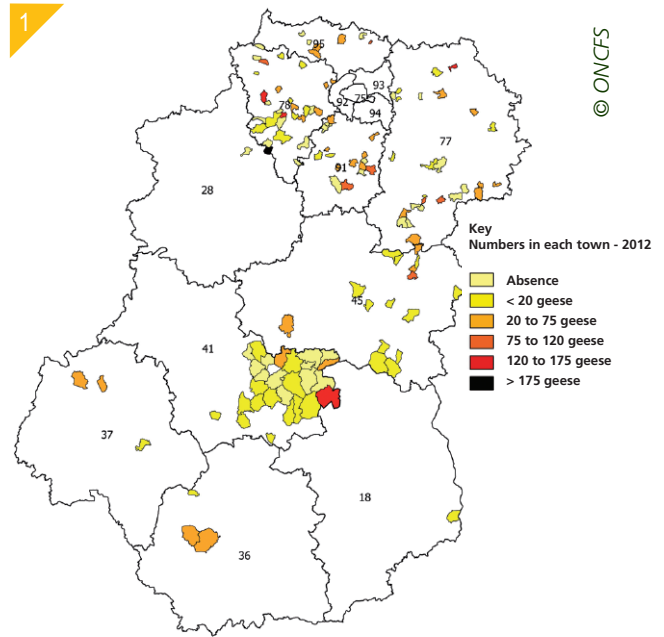 1
© ONCFS
95
93
78
92
75
94
77
91
28
Key
Numbers in each town - 2012
Absence
< 20 geese
20 to 75 geese
75 to 120 geese
120 to 175 geese
> 175 geese
45
41
37
18
36